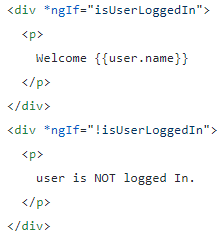 <div *ngIf="isUserLoggedIn">
  <p>
    Welcome {{user.name}}
  </p>
</div>
<div *ngIf="!isUserLoggedIn">
  <p>
    user is NOT logged In.
  </p>
</div>